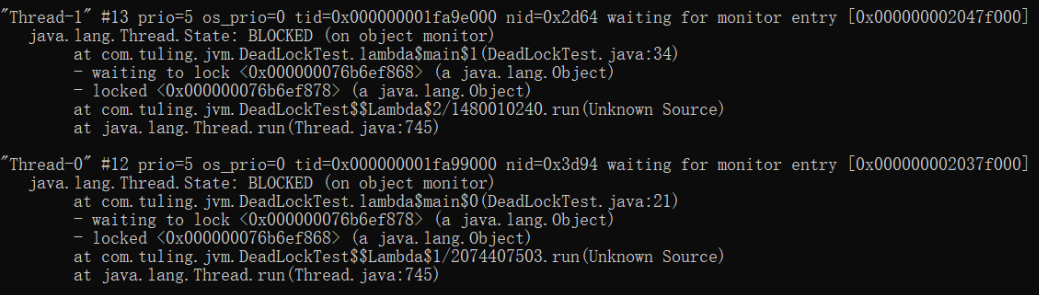 "Thread-1" #13 prio=5 os_prio=0 tid=0x000000001fa9e000 nid=0x2d64 waiting for monitor entry [0x000000002047f000]
java.lang.Thread.State: BLOCKED (on object monitor)
at com.tuling.jvm.DeadLockTest.lambda$main$1(DeadLockTest.java:34)
- waiting to lock <0x000000076b6ef868> (a java.lang.Object)
- locked <0x000000076b6ef878> (a java.lang.Object)
at com.tuling.jvm.DeadLockTest$$Lambda$2/1480010240.run(Unknown Source)
at java.lang.Thread.run(Thread.java:745)
"Thread-0" #12 prio=5 os_prio=0 tid=0x000000001fa99000 nid=0x3d94 waiting for monitor entry [0x000000002037f000]
java.lang.Thread.State: BLOCKED (on object monitor)
at com.tuling.jvm.DeadLockTest.lambda$main$0(DeadLockTest.java:21)
- waiting to lock <0x000000076b6ef878> (a java.lang.Object)
- locked <0x000000076b6ef868> (a java.lang.Object)
at com.tuling.jvm.DeadLockTest$$Lambda$1/2074407503.run(Unknown Source)
at java.lang.Thread.run(Thread.java:745)